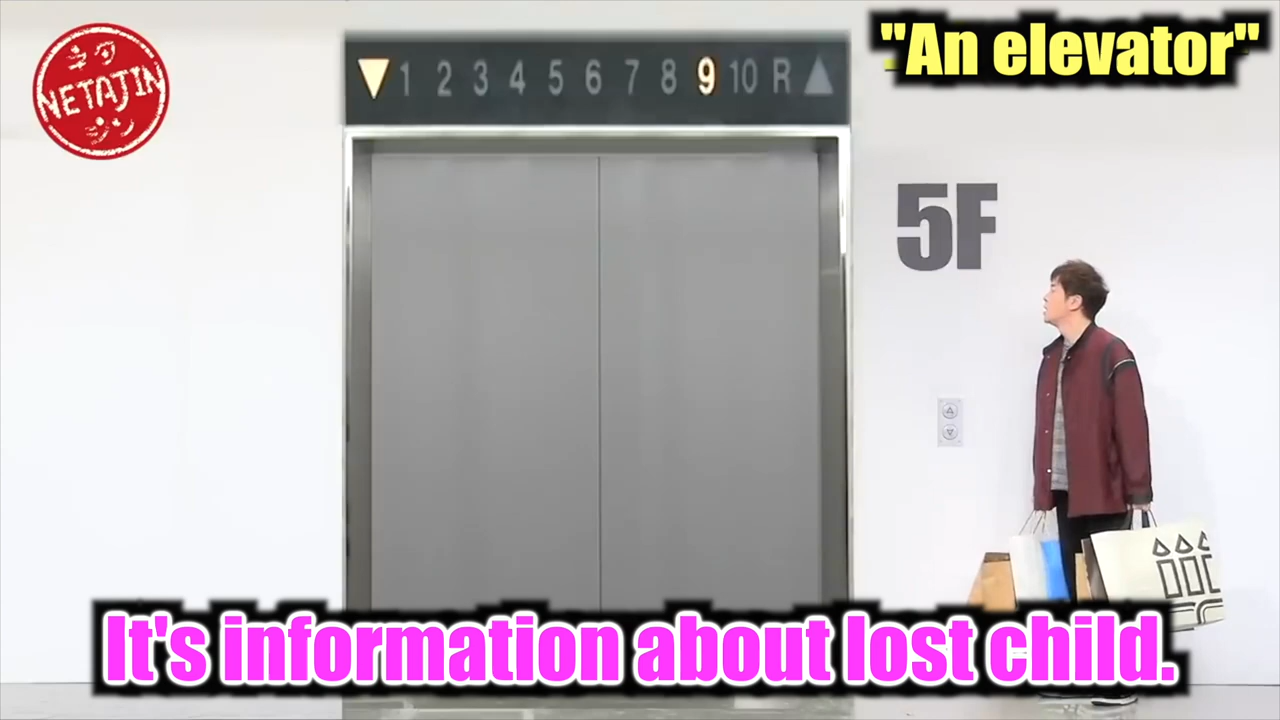 ネタ
NETAJIN
ジン
"An elevator"
1 2 3 4 5 6 7 8 9 10 R
5F
It's information about lost child.